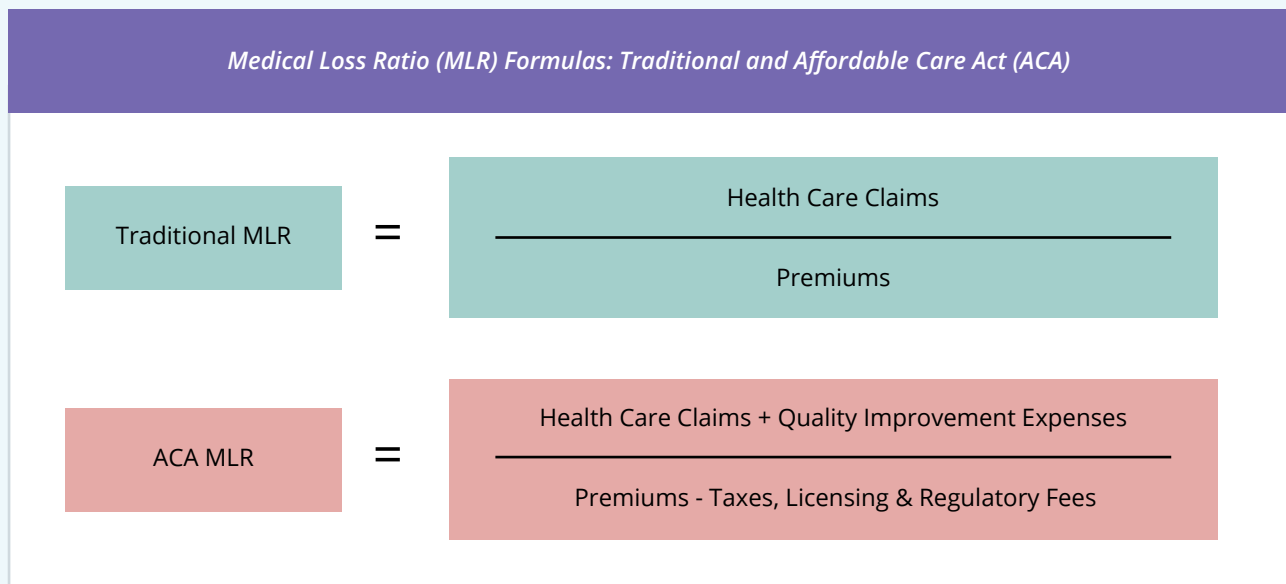 Medical Loss Ratio (MLR) Formulas: Traditional and Affordable Care Act (ACA)
Traditional MLR
=
Health Care Claims
Premiums
ACA MLR
=
Health Care Claims + Quality Improvement Expenses
Premiums - Taxes, Licensing & Regulatory Fees